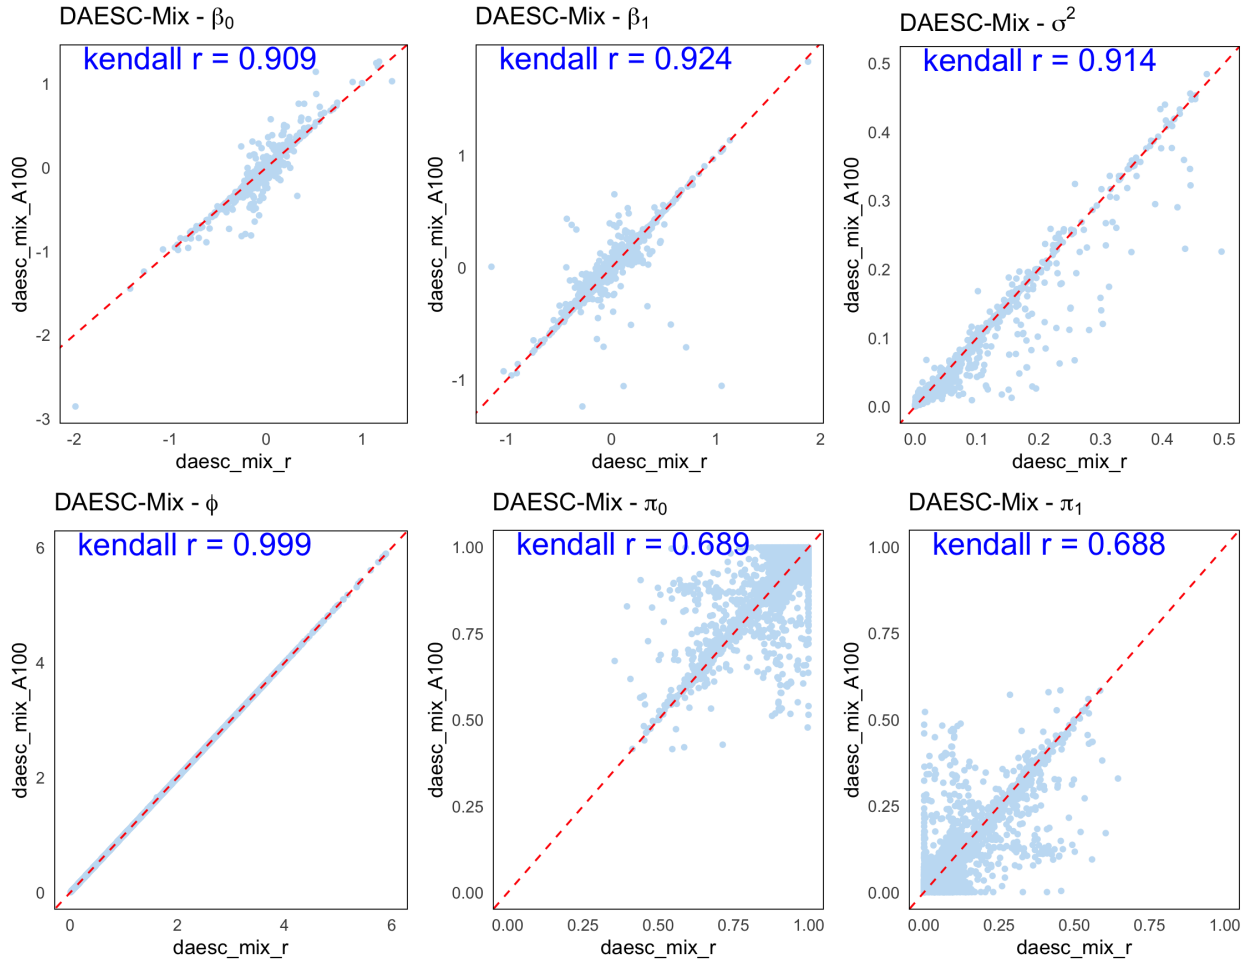 DAESC-Mix - β0
kendall r = 0.909
1
0
-1
-2
-3
daesc_mix_A100
-2 -1 0 1
daesc_mix_r
DAESC-Mix - β1
kendall r = 0.924
1
0
-1
daesc_mix_A100
-1 0 1 2
daesc_mix_r
DAESC-Mix - σ2
kendall r = 0.914
0.5
0.4
0.3
0.2
0.1
0.0
daesc_mix_A100
0.0 0.1 0.2 0.3 0.4 0.5
daesc_mix_r
DAESC-Mix - ϕ
kendall r = 0.999
6
4
2
0
daesc_mix_A100
0 2 4 6
daesc_mix_r
DAESC-Mix - π0
kendall r = 0.689
1.00
0.75
0.50
0.25
0.00
daesc_mix_A100
0.00 0.25 0.50 0.75 1.00
daesc_mix_r
DAESC-Mix - π1
kendall r = 0.688
1.00
0.75
0.50
0.25
0.00
daesc_mix_A100
0.00 0.25 0.50 0.75 1.00
daesc_mix_r